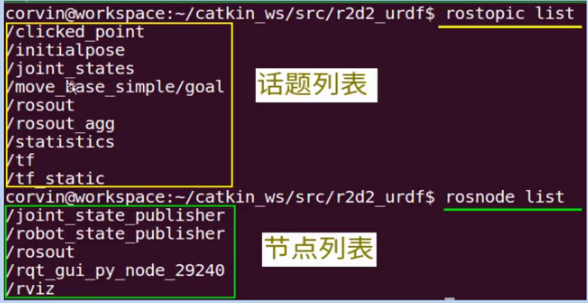 corvin@workspace:~/catkin_ws/src/r2d2_urdf$ rostopic list
/clicked_point
/initialpose
/joint_states
/move_base_simple/goal
/rosout
/rosout_agg
/statistics
/tf
/tf_static
话题列表
corvin@workspace:~/catkin_ws/src/r2d2_urdf$ rosnode list
/joint_state_publisher
/robot_state_publisher
/rosout
/rqt_gui_py_node_29240
/rviz
节点列表